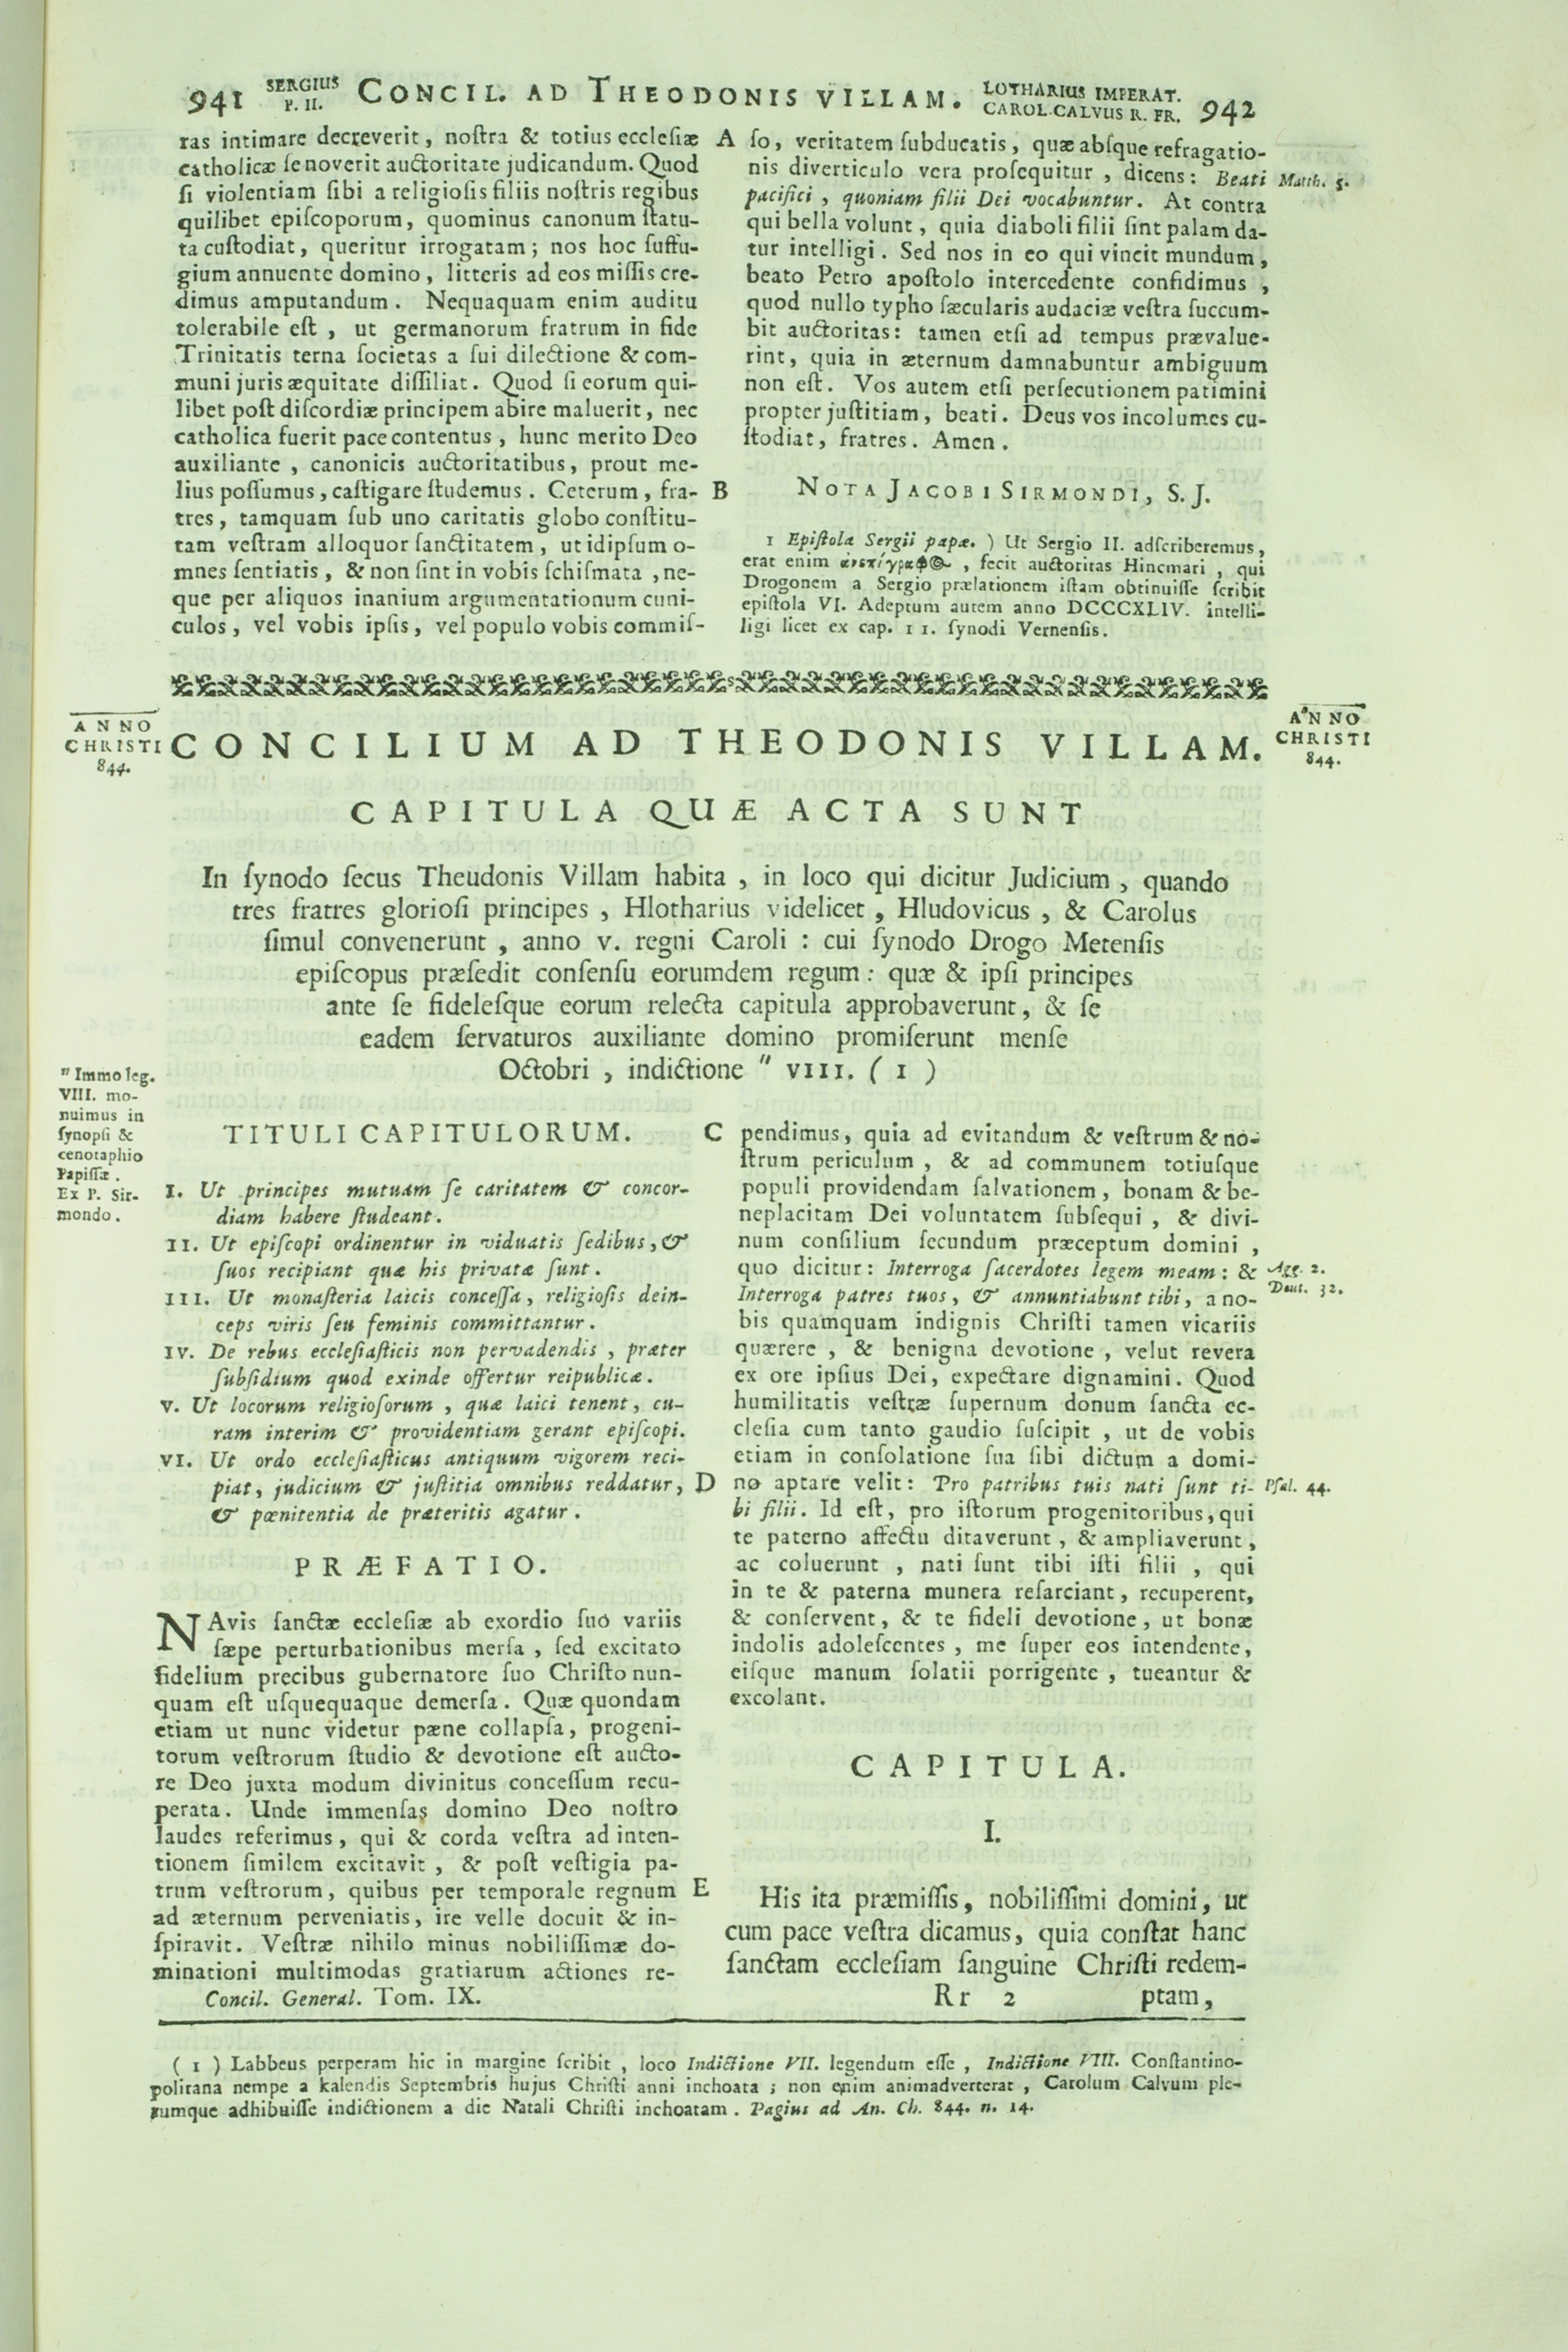 941 SERGIUS P. II. CONCIL. AD THEODONIS VILLAM. LOTHARIUS IMPERAT. CAROL. CALVUS R. FR. 942
ras intimare decreverit, noſtra & totius eccleſiæ
catholicæ ſe noverit auctoritate judicandum. Quod
ſi violentiam ſibi a religioſis filiis noſtris regibus
quilibet epiſcoporum, quominus canonum ſtatu-
ta cuſtodiat, queritur irrogatam; nos hoc ſuffu-
gium annuente domino, litteris ad eos miſſis cre-
dimus amputandum. Nequaquam enim auditu
tolerabile eſt, ut germanorum fratrum in fide
Trinitatis terna ſocietas a ſui dilectione & com-
muni juris æquitate diſſiliat. Quod ſi eorum qui-
libet poſt diſcordiæ principem abire maluerit, nec
catholica fuerit pace contentus, hunc merito Deo
auxiliante, canonicis auctoritatibus, prout me-
lius poſſumus, caſtigare ſtudemus. Ceterum, fra-
tres, tamquam ſub uno caritatis globo conſtitu-
tam veſtram alloquor ſanctitatem, ut idipſum o-
mnes ſentiatis, & non ſint in vobis ſchiſmata, ne-
que per aliquos inanium argumentationum cuni-
culos, vel vobis ipſis, vel populo vobis commiſ-
A ſo, veritatem ſubducatis, quæ abſque refragatio-
nis diverticulo vera proſequitur, dicens: Beati
Matth. 5.
pacifici, quoniam filii Dei vocabuntur. At contra
qui bella volunt, quia diaboli filii ſint palam da-
tur intelligi. Sed nos in eo qui vincit mundum,
beato Petro apoſtolo intercedente confidimus,
quod nullo typho ſæcularis audaciæ veſtra ſuccum-
bit auctoritas: tamen etſi ad tempus prævalue-
rint, quia in æternum damnabuntur ambiguum
non eſt. Vos autem etſi perſecutionem patimini
propter juſtitiam, beati. Deus vos incolumes cu-
ſtodiat, fratres. Amen.
B NOTA JACOBI SIRMONDI, S. J.
1 Epiſtola Sergii papæ. ) Ut Sergio II. adſcriberemus,
erat enim ἀνεπίγραφος, fecit auctoritas Hincmari, qui
Drogonem a Sergio prælationem iſtam obtinuiſſe ſcribit
epiſtola VI. Adeptum autem anno DCCCXLIV. intelli-
ligi licet ex cap. 11. ſynodi Vernenſis.
ANNO
CHRISTI
844.
CONCILIUM AD THEODONIS VILLAM.
ANNO
CHRISTI
844.
CAPITULA QUÆ ACTA SUNT
In ſynodo ſecus Theudonis Villam habita, in loco qui dicitur Judicium, quando
tres fratres glorioſi principes, Hlotharius videlicet, Hludovicus, & Carolus
ſimul convenerunt, anno v. regni Caroli: cui ſynodo Drogo Metenſis
epiſcopus præſedit conſenſu eorumdem regum: quæ & ipſi principes
ante ſe fideleſque eorum relecta capitula approbaverunt, & ſe
eadem ſervaturos auxiliante domino promiſerunt menſe
Octobri, indictione " VIII. ( 1 )
" Immo leg.
VIII. mo-
nuimus in
ſynopſi &
cenotaphio
Papiſſæ.
Ex P. Sir-
mondo.
TITULI CAPITULORUM.
I. Ut principes mutuam ſe caritatem & concor-
diam habere ſtudeant.
II. Ut epiſcopi ordinentur in viduatis ſedibus, &
ſuos recipiant quæ his privatæ ſunt.
III. Ut monaſteria laicis conceſſa, religioſis dein-
ceps viris ſeu feminis committantur.
IV. De rebus eccleſiaſticis non pervadendis, præter
ſubſidium quod exinde offertur reipublicæ.
V. Ut locorum religioſorum, quæ laici tenent, cu-
ram interim & providentiam gerant epiſcopi.
VI. Ut ordo eccleſiaſticus antiquum vigorem reci-
piat, judicium & juſtitia omnibus reddatur,
& pœnitentia de præteritis agatur.
PRÆFATIO.
NAvis ſanctæ eccleſiæ ab exordio ſuo variis
ſæpe perturbationibus merſa, ſed excitato
fidelium precibus gubernatore ſuo Chriſto nun-
quam eſt uſquequaque demerſa. Quæ quondam
etiam ut nunc videtur pæne collapſa, progeni-
torum veſtrorum ſtudio & devotione eſt aucto-
re Deo juxta modum divinitus conceſſum recu-
perata. Unde immenſas domino Deo noſtro
laudes referimus, qui & corda veſtra ad inten-
tionem ſimilem excitavit, & poſt veſtigia pa-
trum veſtrorum, quibus per temporale regnum
ad æternum perveniatis, ire velle docuit & in-
ſpiravit. Veſtræ nihilo minus nobiliſſimæ do-
minationi multimodas gratiarum actiones re-
Concil. General. Tom. IX.
C pendimus, quia ad evitandum & veſtrum & no-
ſtrum periculum, & ad communem totiuſque
populi providendam ſalvationem, bonam & be-
neplacitam Dei voluntatem ſubſequi, & divi-
num conſilium ſecundum præceptum domini,
quo dicitur: Interroga ſacerdotes legem meam: &
Agg. 2.
Interroga patres tuos, & annuntiabunt tibi, a no-
Deut. 32.
bis quamquam indignis Chriſti tamen vicariis
quærere, & benigna devotione, velut revera
ex ore ipſius Dei, expectare dignamini. Quod
humilitatis veſtræ ſupernum donum ſancta ec-
cleſia cum tanto gaudio ſuſcipit, ut de vobis
etiam in conſolatione ſua ſibi dictum a domi-
D no aptare velit: Pro patribus tuis nati ſunt ti-
Pſal. 44.
bi filii. Id eſt, pro iſtorum progenitoribus, qui
te paterno affectu ditaverunt, & ampliaverunt,
ac coluerunt, nati ſunt tibi iſti filii, qui
in te & paterna munera reſarciant, recuperent,
& conſervent, & te fideli devotione, ut bonæ
indolis adoleſcentes, me ſuper eos intendente,
eiſque manum ſolatii porrigente, tueantur &
excolant.
CAPITULA.
I.
E His ita præmiſſis, nobiliſſimi domini, ut
cum pace veſtra dicamus, quia conſtat hanc
ſanctam eccleſiam ſanguine Chriſti redem-
Rr 2 ptam,
( 1 ) Labbeus perperam hic in margine ſcribit, loco Indictione VII. legendum eſſe, Indictione VIII. Conſtantino-
politana nempe a kalendis Septembris hujus Chriſti anni inchoata; non enim animadverterat, Carolum Calvum ple-
rumque adhibuiſſe indictionem a die Natali Chriſti inchoatam. Pagius ad An. Ch. 844. n. 14.